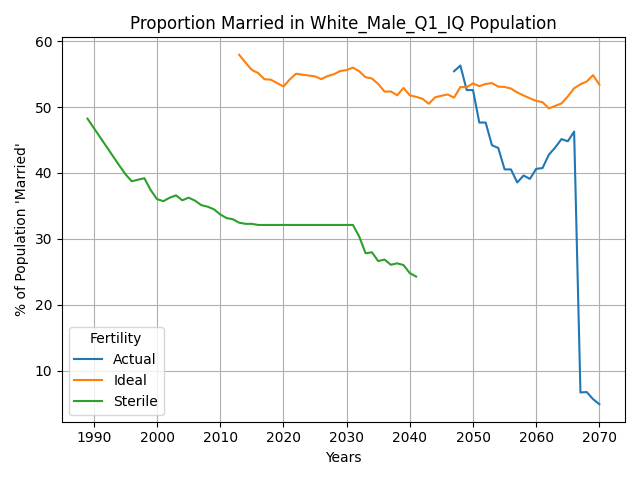 Proportion Married in White_Male_Q1_IQ Population
% of Population 'Married'
60
50
40
30
20
10
Fertility
Actual
Ideal
Sterile
1990 2000 2010 2020 2030 2040 2050 2060 2070
Years